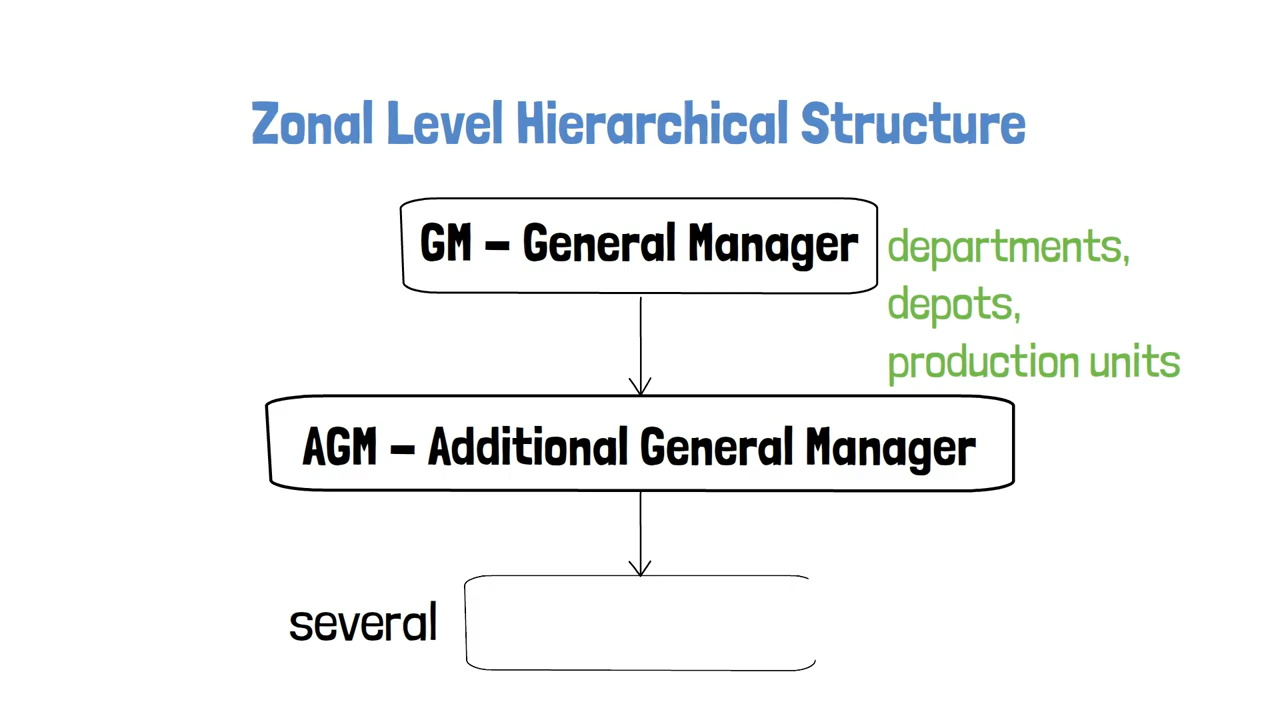 Zonal Level Hierarchical Structure
GM – General Manager
departments,
depots,
production units
AGM – Additional General Manager
several